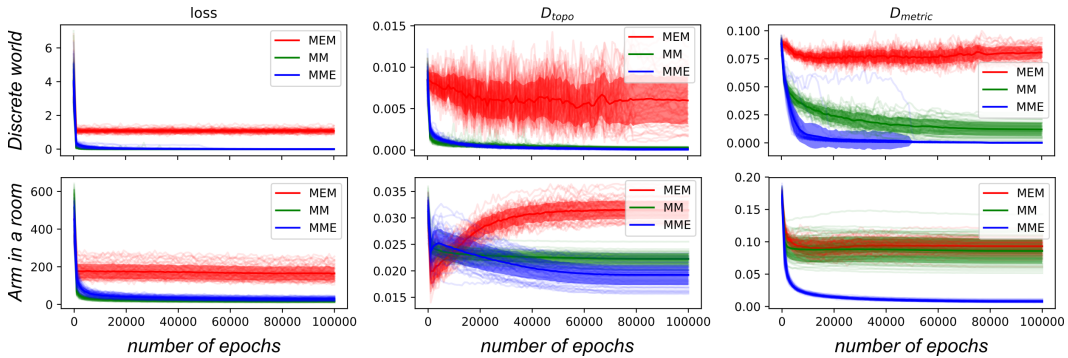 loss
D_topo
D_metric
Discrete world
6
4
2
0
MEM
MM
MME
0.015
0.010
0.005
0.000
MEM
MM
MME
0.100
0.075
0.050
0.025
0.000
MEM
MM
MME
Arm in a room
600
400
200
0
MEM
MM
MME
0.035
0.030
0.025
0.020
0.015
MEM
MM
MME
0.20
0.15
0.10
0.05
0.00
MEM
MM
MME
0 20000 40000 60000 80000 100000
0 20000 40000 60000 80000 100000
0 20000 40000 60000 80000 100000
number of epochs
number of epochs
number of epochs